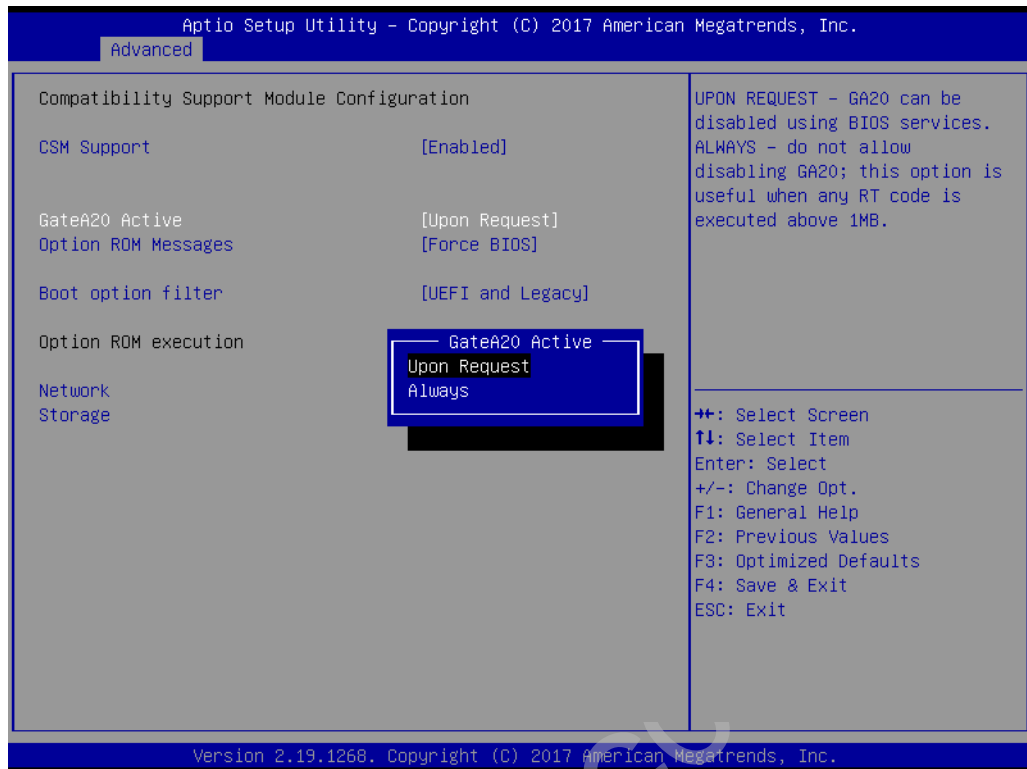 Aptio Setup Utility – Copyright (C) 2017 American Megatrends, Inc.
Advanced
Compatibility Support Module Configuration
CSM Support [Enabled]
GateA20 Active [Upon Request]
Option ROM Messages [Force BIOS]
Boot option filter [UEFI and Legacy]
Option ROM execution
Network
Storage
GateA20 Active
Upon Request
Always
UPON REQUEST – GA20 can be
disabled using BIOS services.
ALWAYS – do not allow
disabling GA20; this option is
useful when any RT code is
executed above 1MB.
→←: Select Screen
↑↓: Select Item
Enter: Select
+/-: Change Opt.
F1: General Help
F2: Previous Values
F3: Optimized Defaults
F4: Save & Exit
ESC: Exit
Version 2.19.1268. Copyright (C) 2017 American Megatrends, Inc.